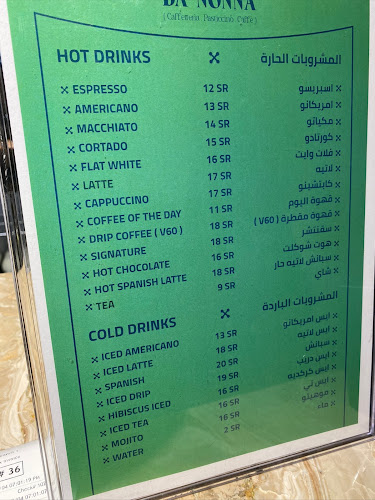 DA NONNA
(Caffetteria Pasticcino Caffè)
HOT DRINKS المشروبات الحارة
ESPRESSO 12 SR اسبريسو
AMERICANO 13 SR امريكانو
MACCHIATO 14 SR مكياتو
CORTADO 15 SR كورتادو
FLAT WHITE 16 SR فلات وايت
LATTE 17 SR لاتيه
CAPPUCCINO 17 SR كابتشينو
COFFEE OF THE DAY 11 SR قهوة اليوم
DRIP COFFEE ( V60 ) 18 SR قهوة مقطرة ( V60 )
SIGNATURE 18 SR سقنتشر
HOT CHOCOLATE 16 SR هوت شوكلت
HOT SPANISH LATTE 18 SR سبانش لاتيه حار
TEA 9 SR شاي
COLD DRINKS المشروبات الباردة
ICED AMERICANO 13 SR ايس امريكانو
ICED LATTE 18 SR ايس لاتيه
SPANISH 20 SR سبانش
ICED DRIP 19 SR ايس دريب
HIBISCUS ICED 16 SR ايس كركديه
ICED TEA 16 SR ايس تي
MOJITO 16 SR موهيتو
WATER 2 SR ماء
# 36